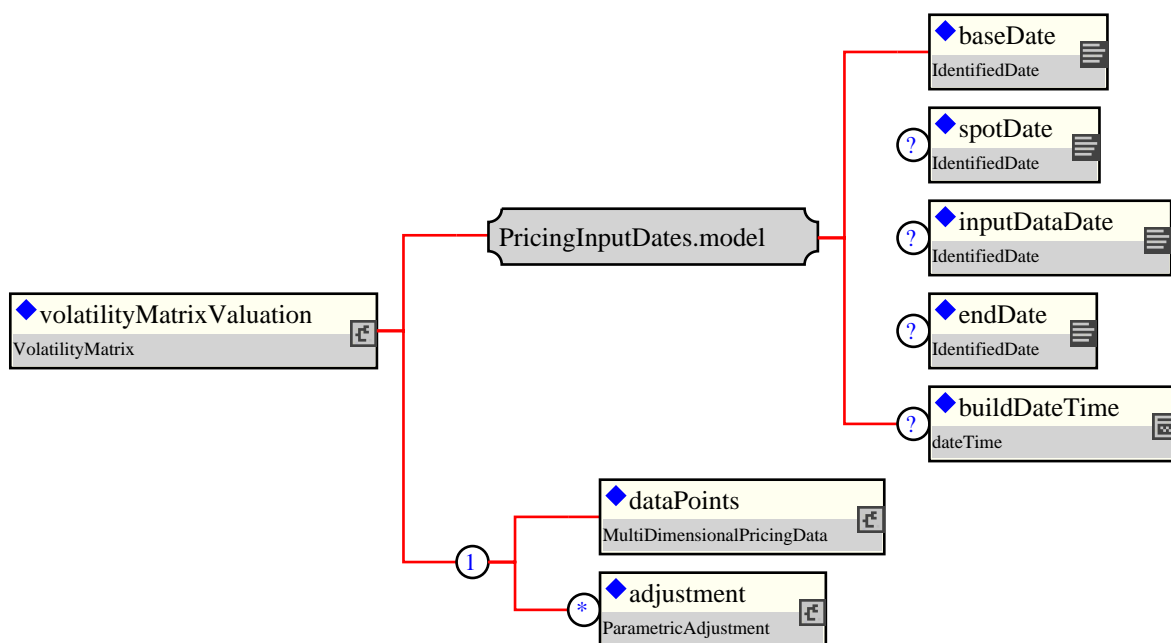 baseDate
IdentifiedDate
?
spotDate
IdentifiedDate
PricingInputDates.model
?
inputDataDate
IdentifiedDate
volatilityMatrixValuation
VolatilityMatrix
?
endDate
IdentifiedDate
?
buildDateTime
dateTime
dataPoints
MultiDimensionalPricingData
1
*
adjustment
ParametricAdjustment